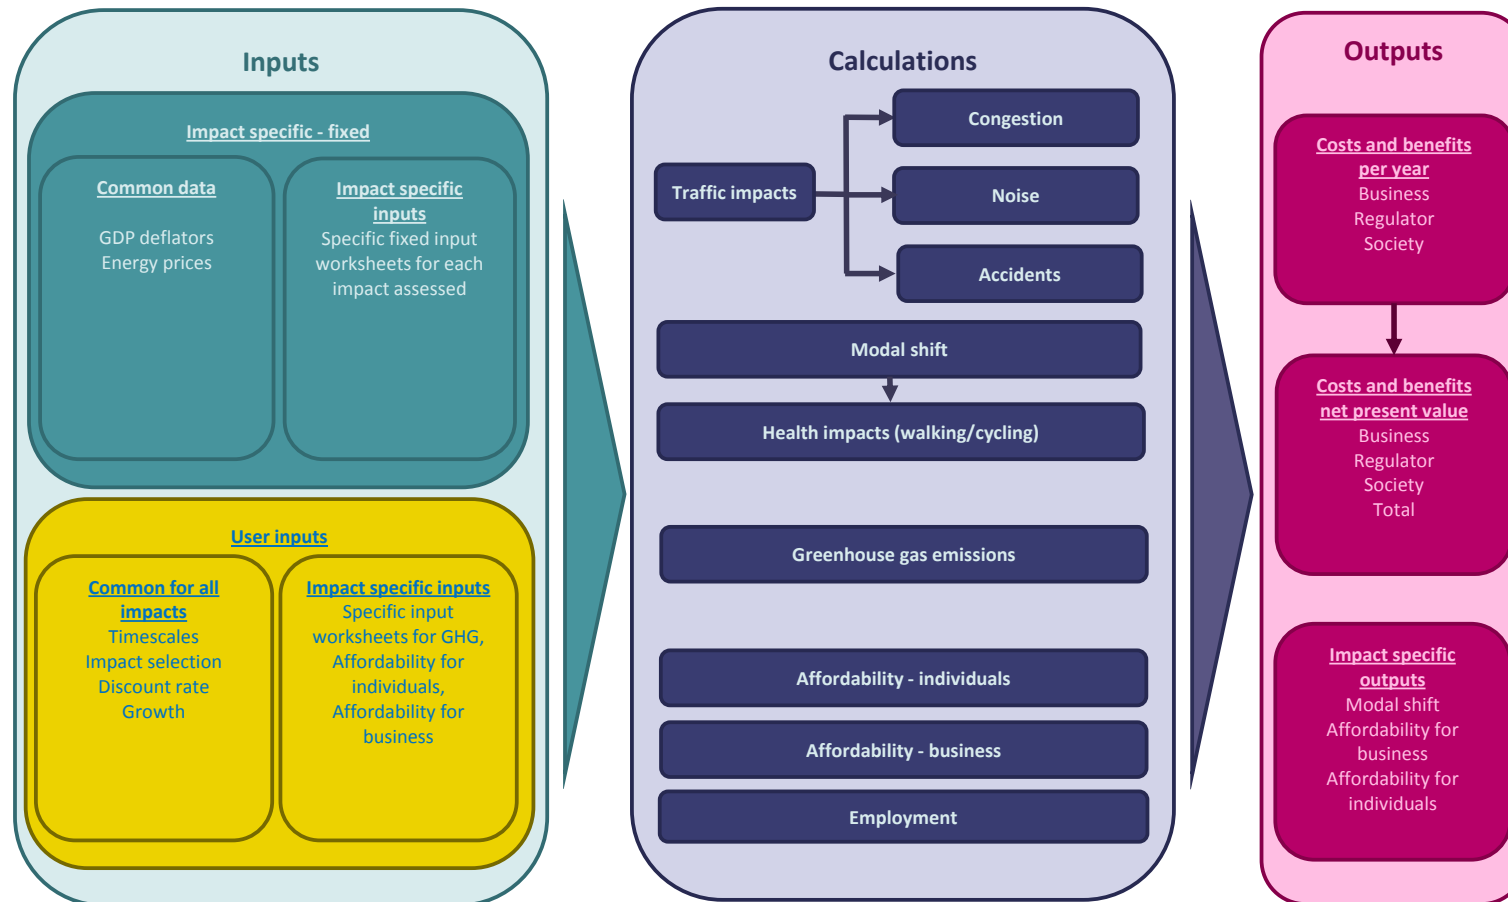 Inputs
Impact specific - fixed
Common data
GDP deflators
Energy prices
Impact specific
inputs
Specific fixed input
worksheets for each
impact assessed
User inputs
Common for all
impacts
Timescales
Impact selection
Discount rate
Growth
Impact specific inputs
Specific input
worksheets for GHG,
Affordability for
individuals,
Affordability for
business
Calculations
Traffic impacts
Congestion
Noise
Accidents
Modal shift
Health impacts (walking/cycling)
Greenhouse gas emissions
Affordability - individuals
Affordability - business
Employment
Outputs
Costs and benefits
per year
Business
Regulator
Society
Costs and benefits
net present value
Business
Regulator
Society
Total
Impact specific
outputs
Modal shift
Affordability for
business
Affordability for
individuals